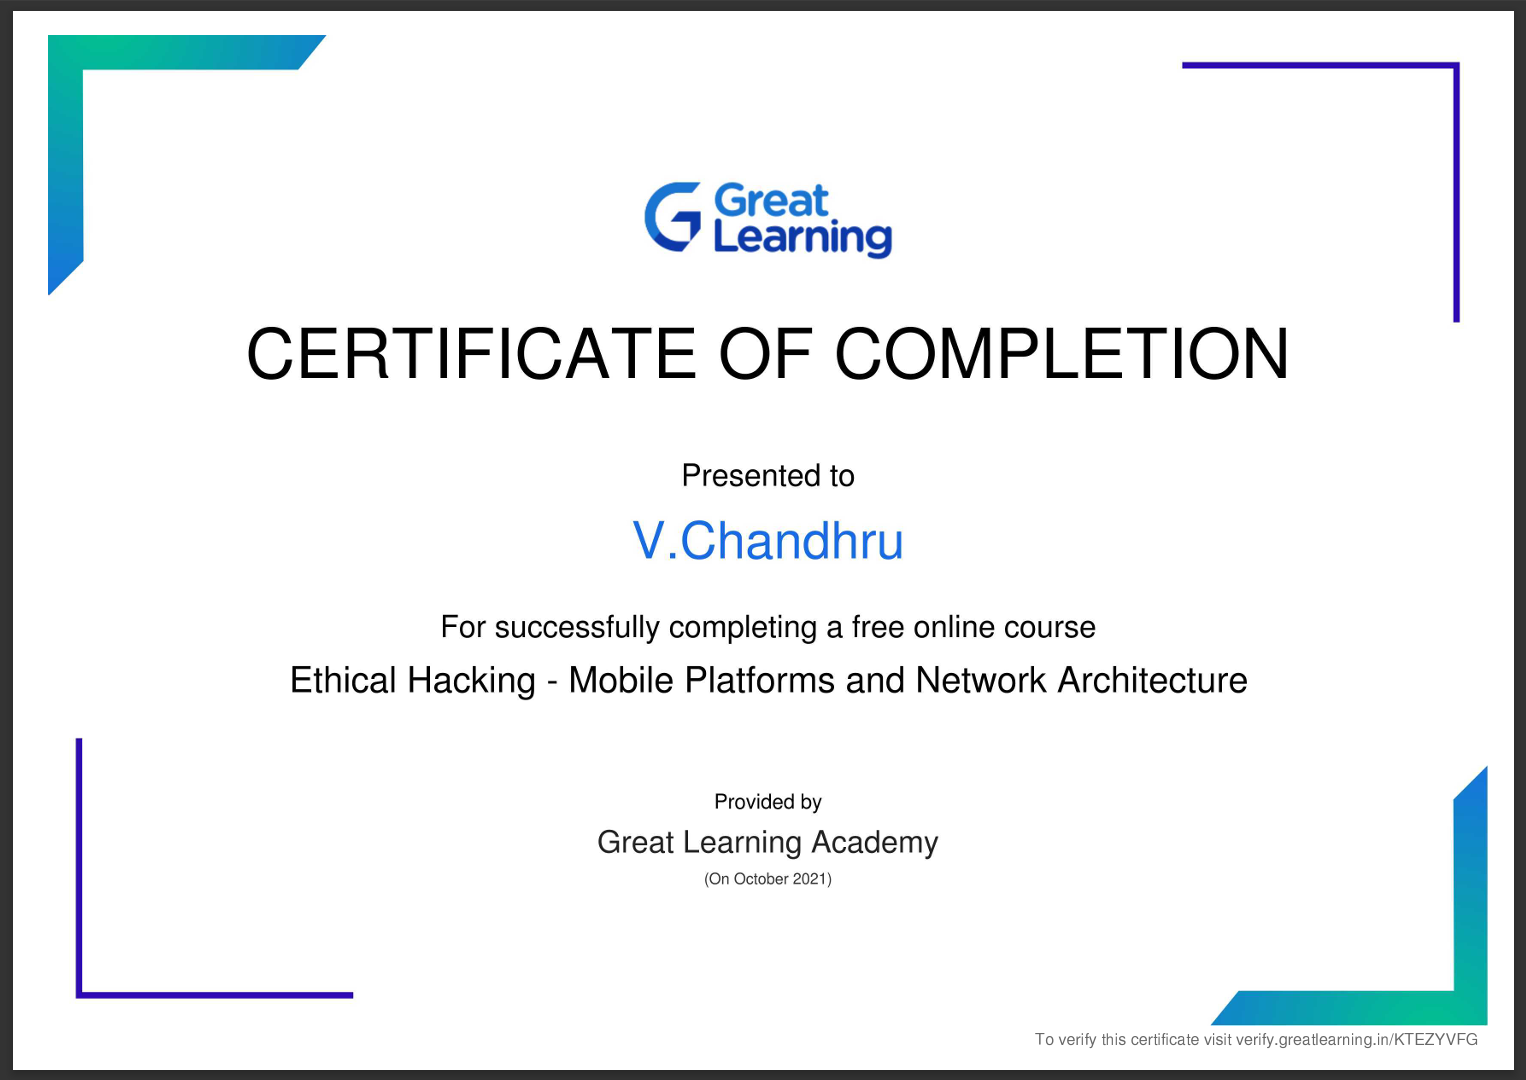 Great
Learning
CERTIFICATE OF COMPLETION
Presented to
V.Chandhru
For successfully completing a free online course
Ethical Hacking - Mobile Platforms and Network Architecture
Provided by
Great Learning Academy
(On October 2021)
To verify this certificate visit verify.greatlearning.in/KTEZYVFG